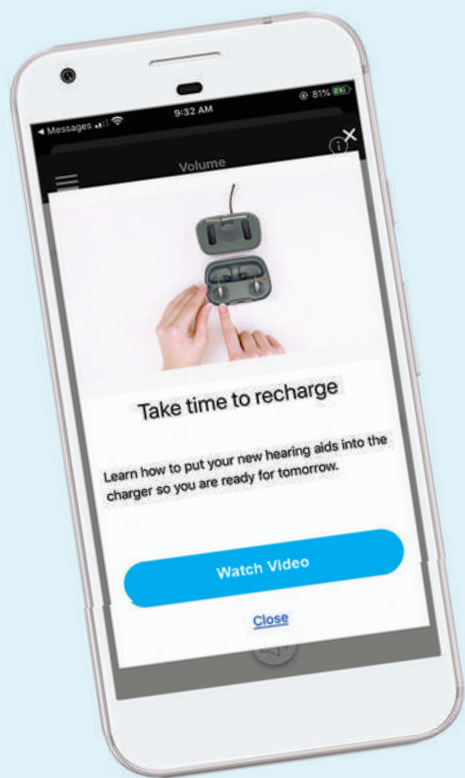 ◀ Messages 9:32 AM 81%
Volume
Take time to recharge
Learn how to put your new hearing aids into the
charger so you are ready for tomorrow.
Watch Video
Close